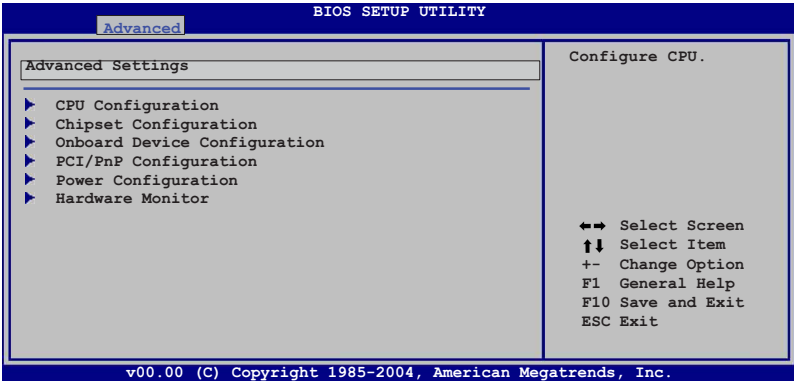 BIOS SETUP UTILITY
Advanced
Advanced Settings
CPU Configuration
Chipset Configuration
Onboard Device Configuration
PCI/PnP Configuration
Power Configuration
Hardware Monitor
Configure CPU.
←→ Select Screen
↑↓ Select Item
+- Change Option
F1 General Help
F10 Save and Exit
ESC Exit
v00.00 (C) Copyright 1985-2004, American Megatrends, Inc.